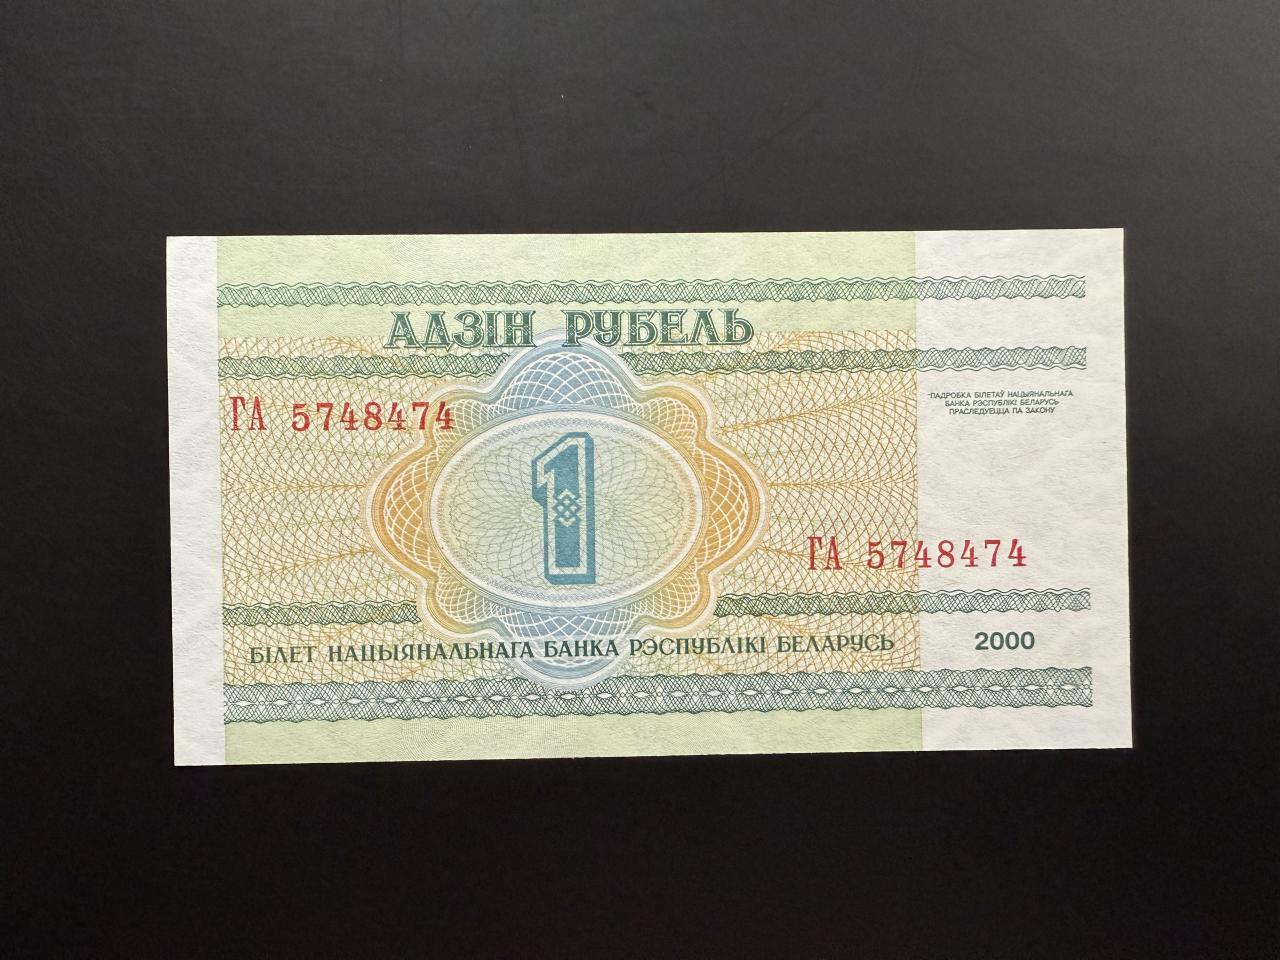 АДЗІН РУБЕЛЬ
ПАДРОБКА БІЛЕТАЎ НАЦЫЯНАЛЬНАГА
БАНКА РЭСПУБЛІКІ БЕЛАРУСЬ
ПРАСЛЕДУЕЦЦА ПА ЗАКОНУ
ГА 5748474
1
ГА 5748474
БІЛЕТ НАЦЫЯНАЛЬНАГА БАНКА РЭСПУБЛІКІ БЕЛАРУСЬ
2000